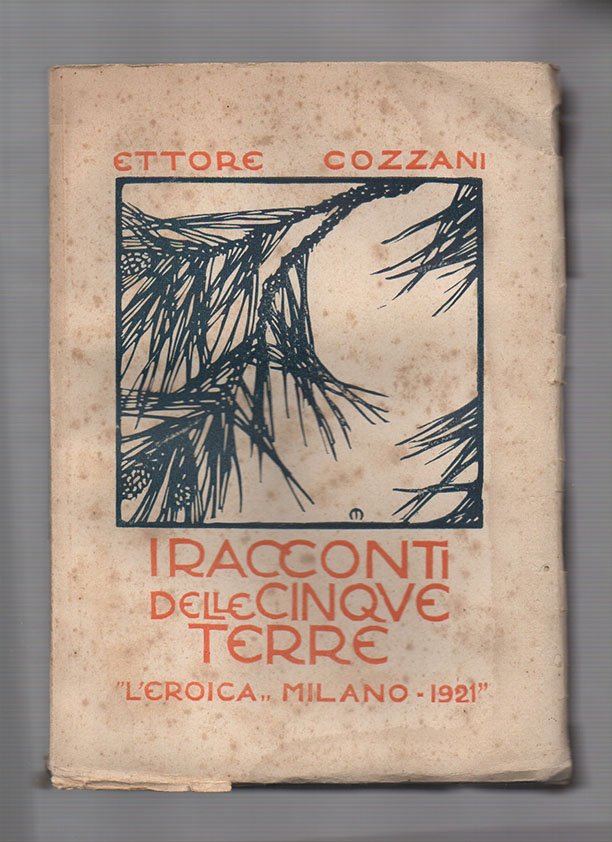 ETTORE COZZANI
M
I RACCONTI
DELLE CINQVE
TERRE
"L'EROICA„ MILANO - 1921"